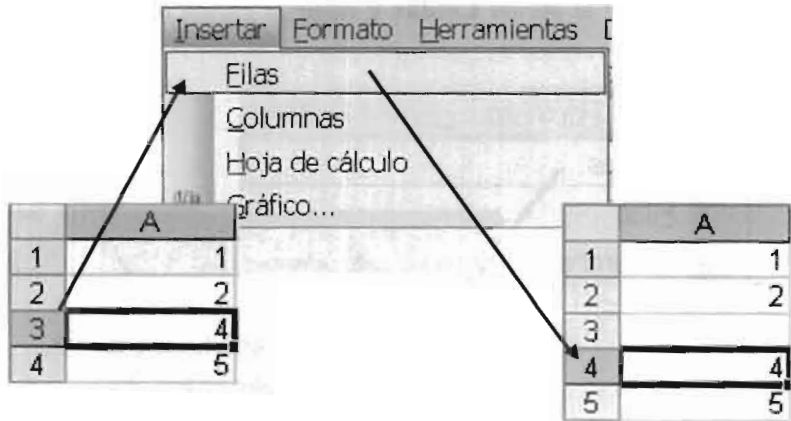 Insertar Formato Herramientas
Filas
Columnas
Hoja de cálculo
Gráfico...
A
1 1
2 2
3 4
4 5
A
1 1
2 2
3
4 4
5 5